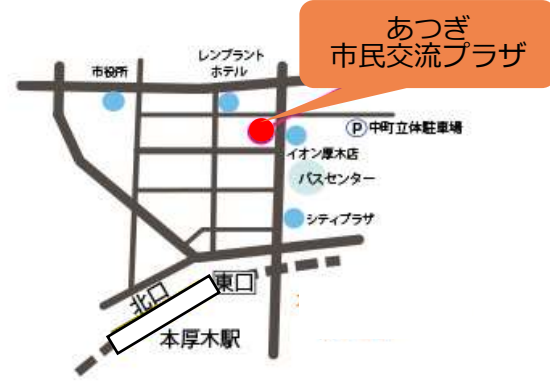 あつぎ
市民交流プラザ
レンブラント
ホテル
市役所
P 中町立体駐車場
イオン厚木店
バスセンター
シティプラザ
東口
北口
本厚木駅